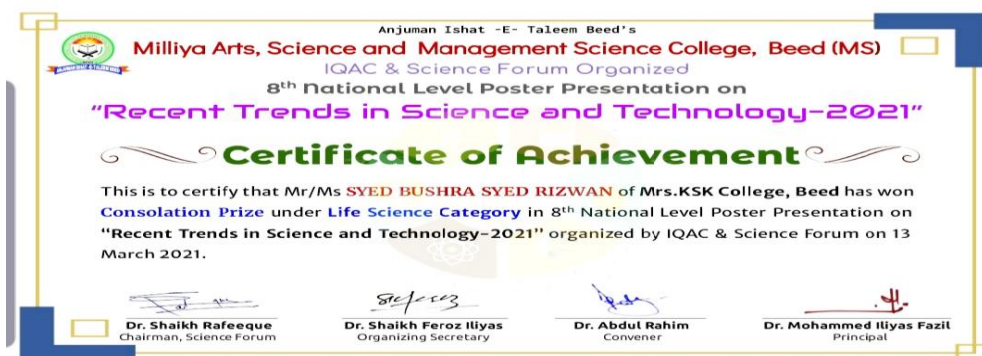 Anjuman Ishat -E- Taleem Beed's
Milliya Arts, Science and Management Science College, Beed (MS)
IQAC & Science Forum Organized
8th National Level Poster Presentation on
"Recent Trends in Science and Technology-2021"
Certificate of Achievement
This is to certify that Mr/Ms SYED BUSHRA SYED RIZWAN of Mrs.KSK College, Beed has won
Consolation Prize under Life Science Category in 8th National Level Poster Presentation on
"Recent Trends in Science and Technology-2021" organized by IQAC & Science Forum on 13
March 2021.
Dr. Shaikh Rafeeque
Chairman, Science Forum
Dr. Shaikh Feroz Iliyas
Organizing Secretary
Dr. Abdul Rahim
Convener
Dr. Mohammed Iliyas Fazil
Principal